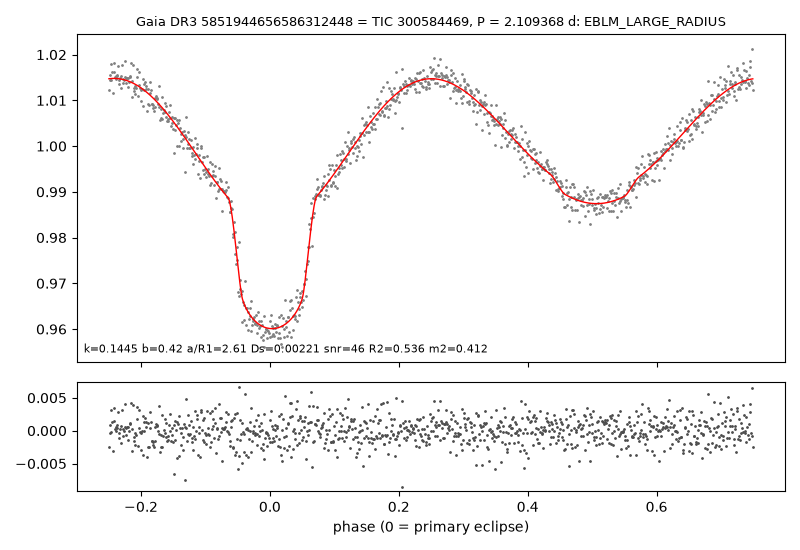 Gaia DR3 5851944656586312448 = TIC 300584469, P = 2.109368 d: EBLM_LARGE_RADIUS
1.02
1.01
1.00
0.99
0.98
0.97
0.96
k=0.1445 b=0.42 a/R1=2.61 Ds=0.00221 snr=46 R2=0.536 m2=0.412
0.005
0.000
−0.005
−0.2 0.0 0.2 0.4 0.6
phase (0 = primary eclipse)